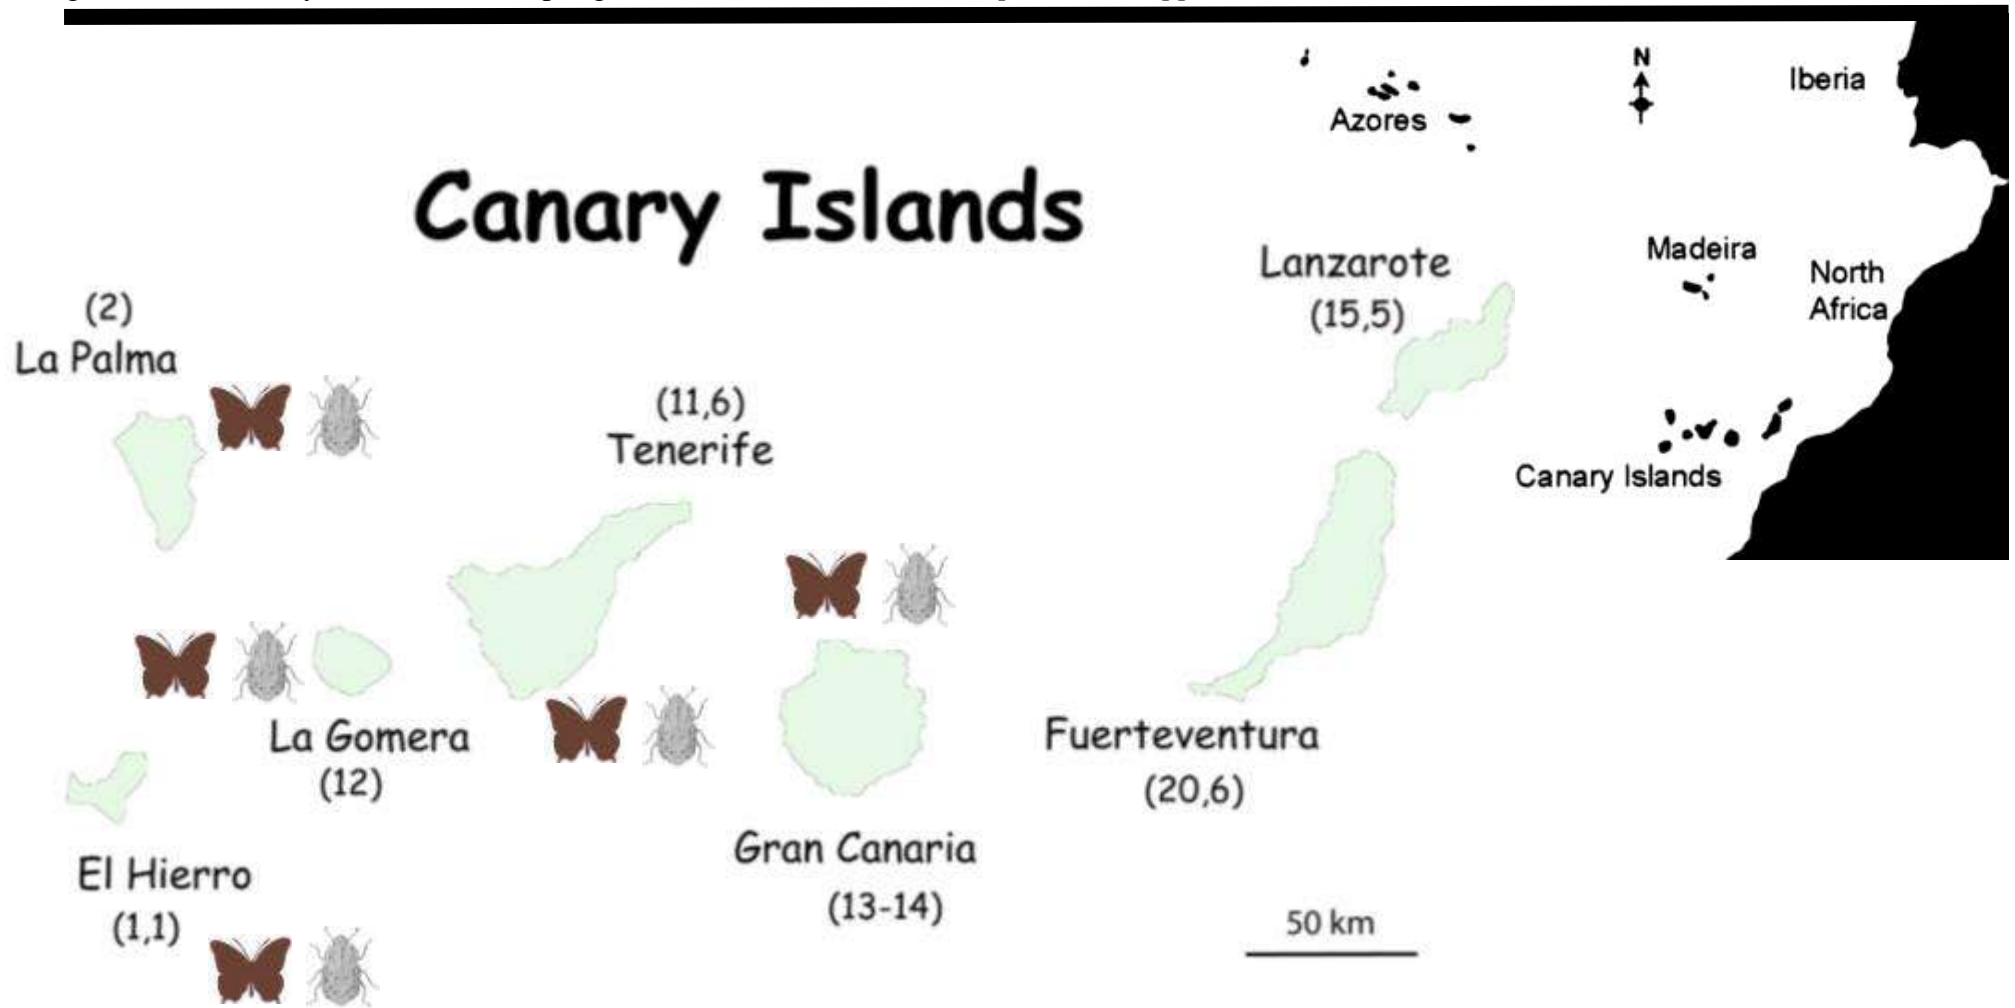 Canary Islands
(2)
La Palma
(11,6)
Tenerife
Lanzarote
(15,5)
La Gomera
(12)
El Hierro
(1,1)
Gran Canaria
(13-14)
Fuerteventura
(20,6)
50 km
N
Iberia
Azores
Madeira
North
Africa
Canary Islands